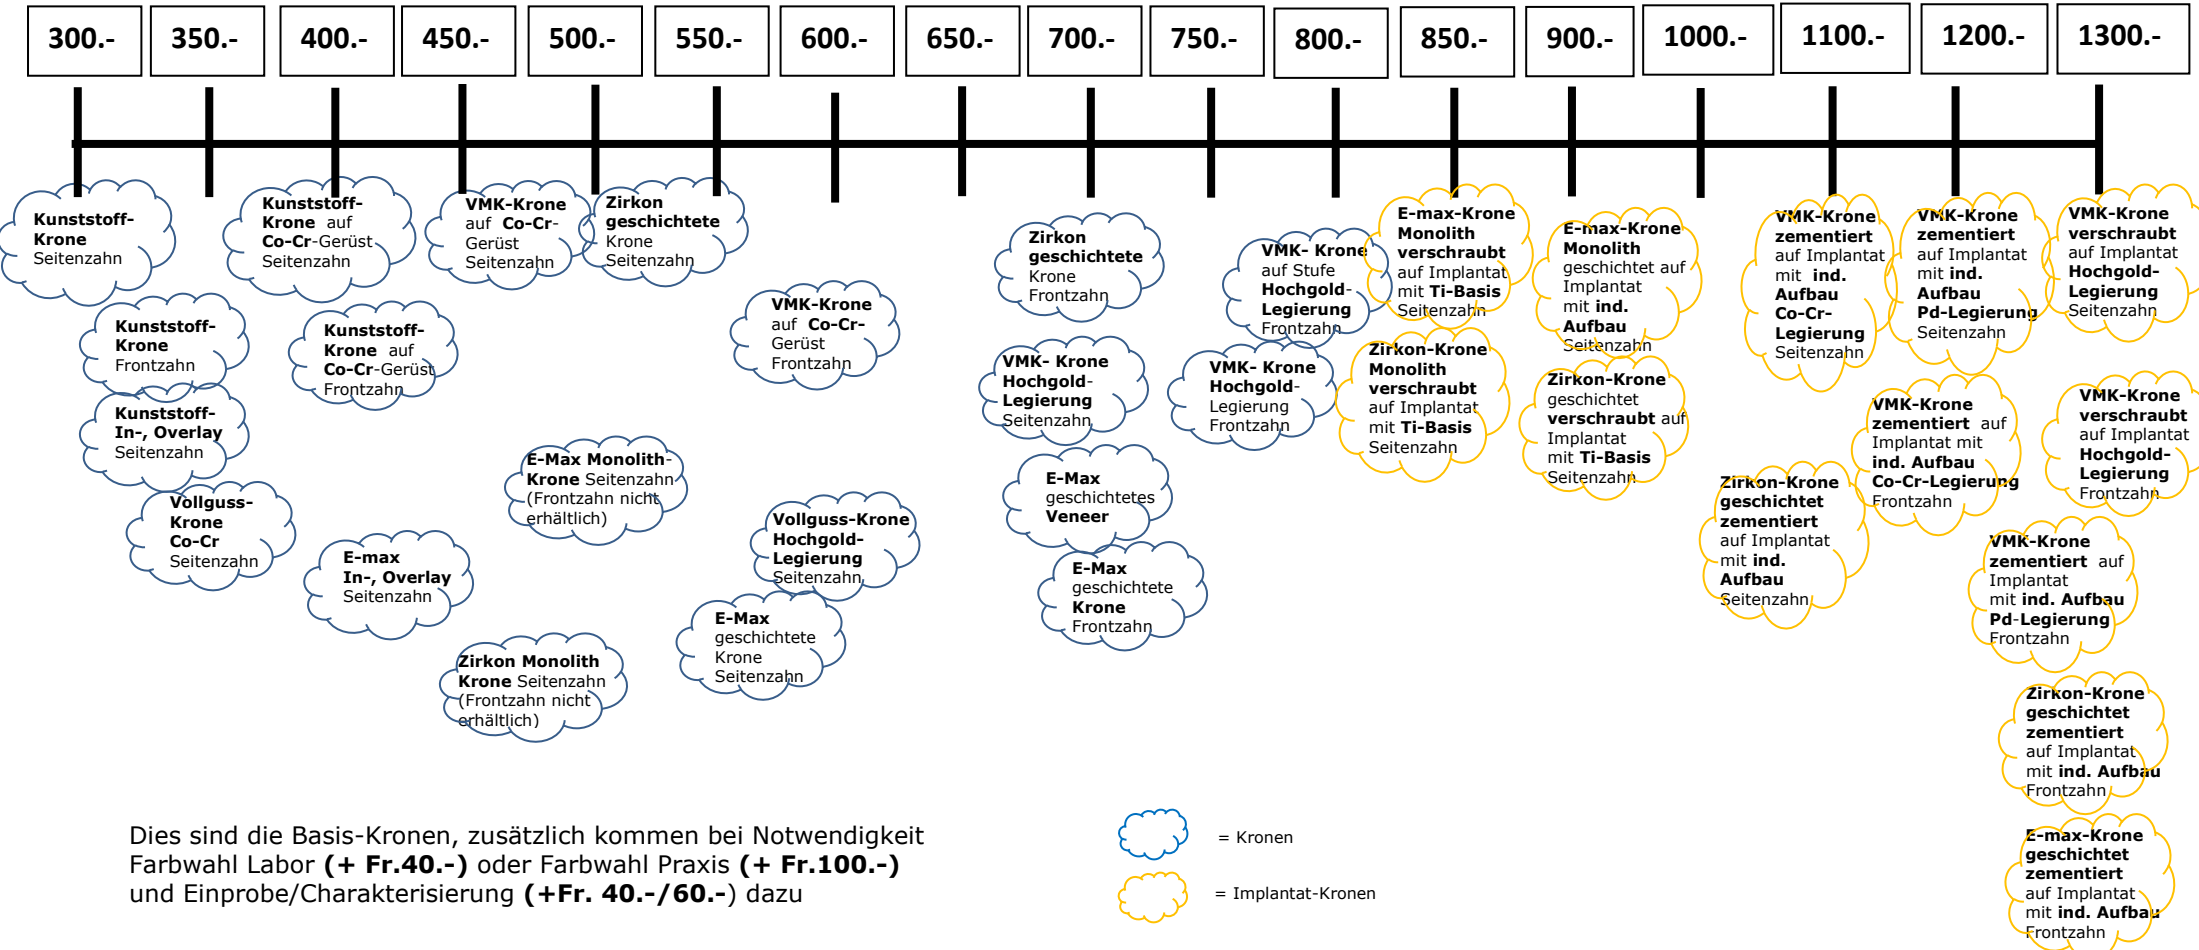 300.-
350.-
400.-
450.-
500.-
550.-
600.-
650.-
700.-
750.-
800.-
850.-
900.-
1000.-
1100.-
1200.-
1300.-
Kunststoff-
Krone
Seitenzahn
Kunststoff-
Krone
Frontzahn
Kunststoff-
In-, Overlay
Seitenzahn
Vollguss-
Krone
Co-Cr
Seitenzahn
Kunststoff-
Krone auf
Co-Cr-Gerüst
Seitenzahn
Kunststoff-
Krone auf
Co-Cr-Gerüst
Frontzahn
E-max
In-, Overlay
Seitenzahn
VMK-Krone
auf Co-Cr-
Gerüst
Seitenzahn
Zirkon
geschichtete
Krone
Seitenzahn
E-Max Monolith-
Krone Seitenzahn
(Frontzahn nicht
erhältlich)
Zirkon Monolith
Krone Seitenzahn
(Frontzahn nicht
erhältlich)
VMK-Krone
auf Co-Cr-
Gerüst
Frontzahn
Vollguss-Krone
Hochgold-
Legierung
Seitenzahn
E-Max
geschichtete
Krone
Seitenzahn
Zirkon
geschichtete
Krone
Frontzahn
VMK- Krone
Hochgold-
Legierung
Seitenzahn
E-Max
geschichtetes
Veneer
E-Max
geschichtete
Krone
Frontzahn
VMK- Krone
auf Stufe
Hochgold-
Legierung
Frontzahn
VMK- Krone
Hochgold-
Legierung
Frontzahn
E-max-Krone
Monolith
verschraubt
auf Implantat
mit Ti-Basis
Seitenzahn
Zirkon-Krone
Monolith
verschraubt
auf Implantat
mit Ti-Basis
Seitenzahn
E-max-Krone
Monolith
geschichtet auf
Implantat
mit ind.
Aufbau
Seitenzahn
Zirkon-Krone
geschichtet
verschraubt auf
Implantat
mit Ti-Basis
Seitenzahn
VMK-Krone
zementiert
auf Implantat
mit ind.
Aufbau
Co-Cr-
Legierung
Seitenzahn
Zirkon-Krone
geschichtet
zementiert
auf Implantat
mit ind.
Aufbau
Seitenzahn
VMK-Krone
zementiert
auf Implantat
mit ind.
Aufbau
Pd-Legierung
Seitenzahn
VMK-Krone
zementiert auf
Implantat mit
ind. Aufbau
Co-Cr-Legierung
Frontzahn
VMK-Krone
verschraubt
auf Implantat
Hochgold-
Legierung
Seitenzahn
VMK-Krone
verschraubt
auf Implantat
Hochgold-
Legierung
Frontzahn
VMK-Krone
zementiert auf
Implantat
mit ind. Aufbau
Pd-Legierung
Frontzahn
Zirkon-Krone
geschichtet
zementiert
auf Implantat
mit ind. Aufbau
Frontzahn
E-max-Krone
geschichtet
zementiert
auf Implantat
mit ind. Aufbau
Frontzahn
Dies sind die Basis-Kronen, zusätzlich kommen bei Notwendigkeit
Farbwahl Labor (+ Fr.40.-) oder Farbwahl Praxis (+ Fr.100.-)
und Einprobe/Charakterisierung (+Fr. 40.-/60.-) dazu
= Kronen
= Implantat-Kronen